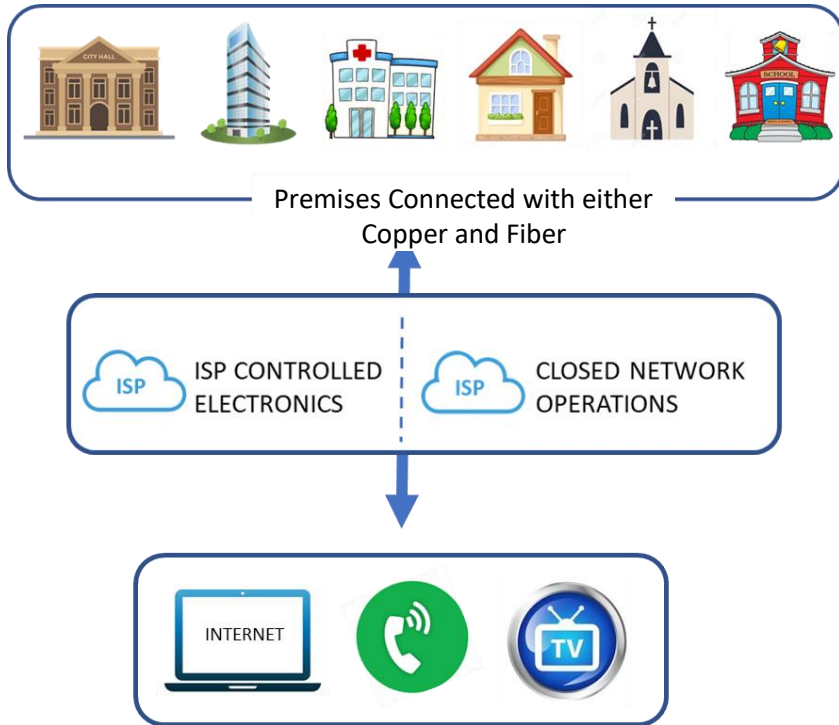 CITY HALL
SCHOOL
Premises Connected with either
Copper and Fiber
ISP
ISP CONTROLLED
ELECTRONICS
ISP
CLOSED NETWORK
OPERATIONS
INTERNET
TV